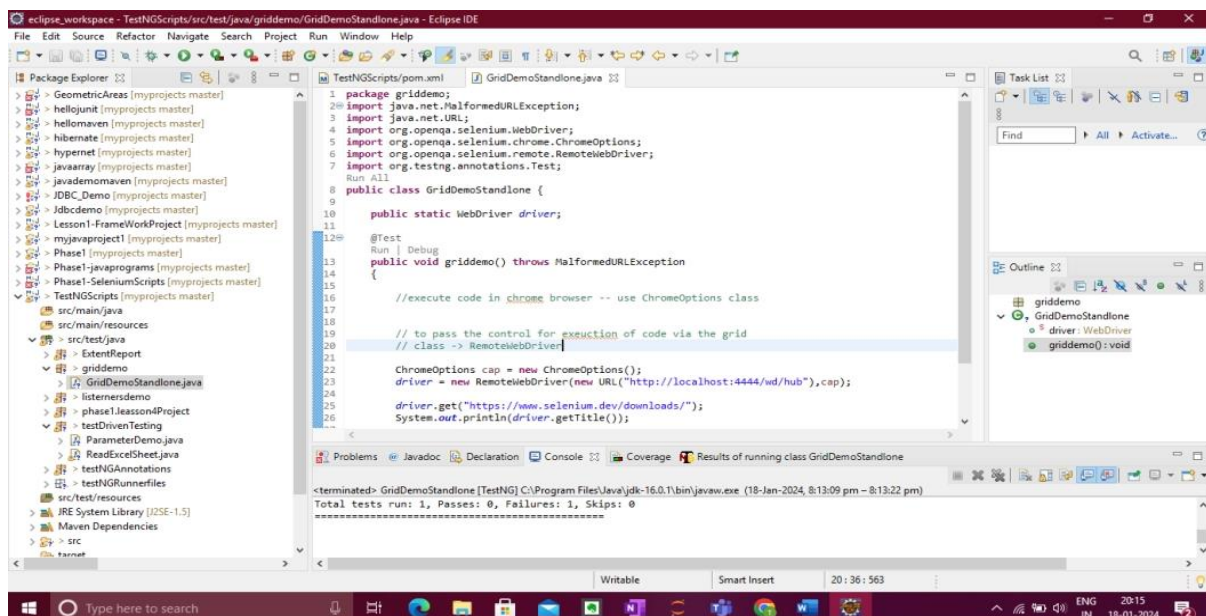 eclipse_workspace - TestNGScripts/src/test/java/griddemo/GridDemoStandlone.java - Eclipse IDE
File Edit Source Refactor Navigate Search Project Run Window Help
Package Explorer
> GeometricAreas [myprojects master]
> hellojunit [myprojects master]
> hellomaven [myprojects master]
> hibernate [myprojects master]
> hypernet [myprojects master]
> javaarray [myprojects master]
> javademomaven [myprojects master]
> JDBC_Demo [myprojects master]
> Jdbcdemo [myprojects master]
> Lesson1-FrameWorkProject [myprojects master]
> myjavaproject1 [myprojects master]
> Phase1 [myprojects master]
> Phase1-javaprograms [myprojects master]
> Phase1-SeleniumScripts [myprojects master]
> TestNGScripts [myprojects master]
src/main/java
src/main/resources
> src/test/java
> ExtentReport
> griddemo
GridDemoStandlone.java
> listnersdemo
> phase1.leasson4Project
> testDrivenTesting
ParameterDemo.java
ReadExcelSheet.java
> testNGAnnotations
> testNGRunnerfiles
src/test/resources
JRE System Library [J2SE-1.5]
Maven Dependencies
> src
target
TestNGScripts/pom.xml
GridDemoStandlone.java
1 package griddemo;
2 import java.net.MalformedURLException;
3 import java.net.URL;
4 import org.openqa.selenium.WebDriver;
5 import org.openqa.selenium.chrome.ChromeOptions;
6 import org.openqa.selenium.remote.RemoteWebDriver;
7 import org.testng.annotations.Test;
Run All
8 public class GridDemoStandlone {
9
10 public static WebDriver driver;
11
12 @Test
Run | Debug
13 public void griddemo() throws MalformedURLException
14 {
15
16 //execute code in chrome browser -- use ChromeOptions class
17
18
19 // to pass the control for exeuction of code via the grid
20 // class -> RemoteWebDriver
21
22 ChromeOptions cap = new ChromeOptions();
23 driver = new RemoteWebDriver(new URL("http://localhost:4444/wd/hub"),cap);
24
25 driver.get("https://www.selenium.dev/downloads/");
26 System.out.println(driver.getTitle());
Task List
Find All Activate...
Outline
griddemo
GridDemoStandlone
driver : WebDriver
griddemo() : void
Problems Javadoc Declaration Console Coverage Results of running class GridDemoStandlone
<terminated> GridDemoStandlone [TestNG] C:\Program Files\Java\jdk-16.0.1\bin\javaw.exe (18-Jan-2024, 8:13:09 pm – 8:13:22 pm)
Total tests run: 1, Passes: 0, Failures: 1, Skips: 0
===============================================
Writable Smart Insert 20 : 36 : 563
Type here to search
ENG 20:15
IN 18-01-2024